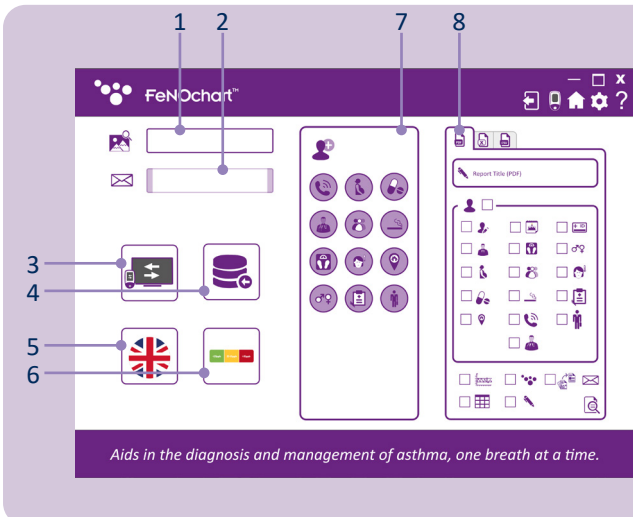 1 2 7 8
FeNOchart™
X
?
Report Title (PDF)
3
4
5
6
Aids in the diagnosis and management of asthma, one breath at a time.